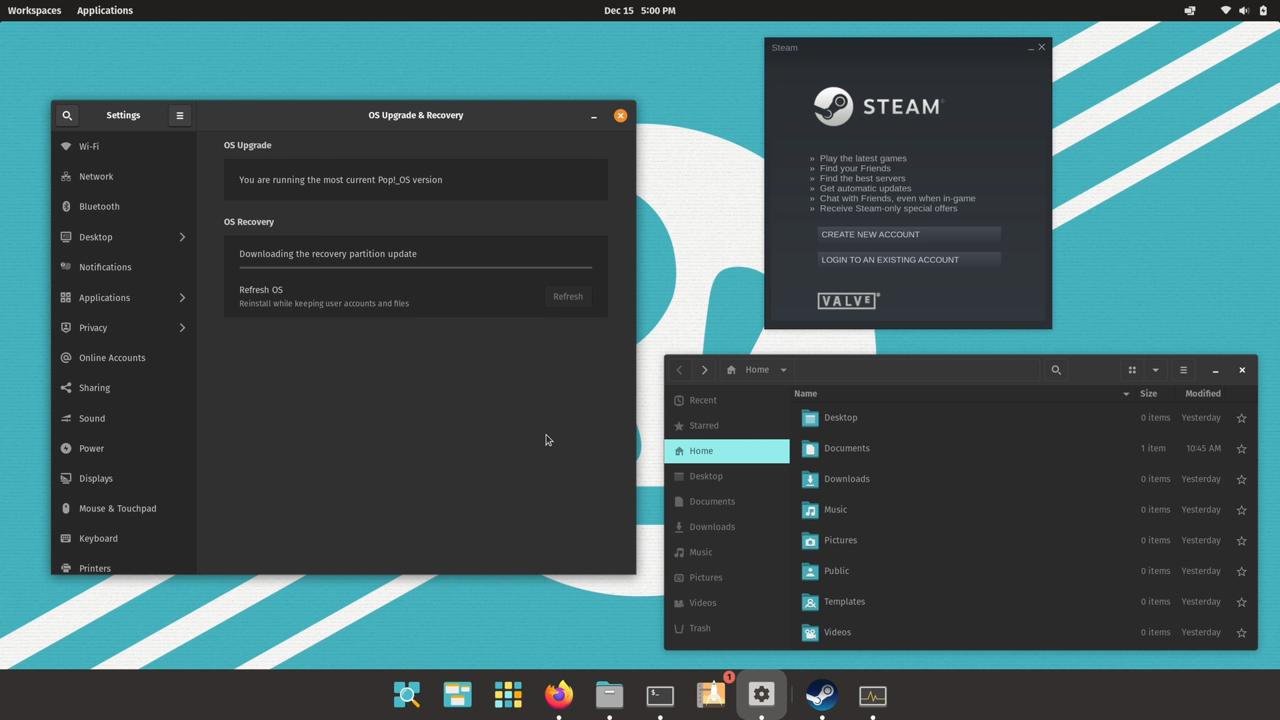 Workspaces Applications Dec 15 5:00 PM
Settings
OS Upgrade & Recovery
Wi-Fi
Network
Bluetooth
Desktop
Notifications
Applications
Privacy
Online Accounts
Sharing
Sound
Power
Displays
Mouse & Touchpad
Keyboard
Printers
OS Upgrade
You are running the most current Pop!_OS version
OS Recovery
Downloading the recovery partition update
Refresh OS
Reinstall while keeping user accounts and files
Refresh
Steam
STEAM
» Play the latest games
» Find your Friends
» Find the best servers
» Get automatic updates
» Chat with Friends, even when in-game
» Receive Steam-only special offers
CREATE NEW ACCOUNT
LOGIN TO AN EXISTING ACCOUNT
VALVE®
Home
Recent
Starred
Home
Desktop
Documents
Downloads
Music
Pictures
Videos
Trash
Name Size Modified
Desktop 0 items Yesterday
Documents 1 item 10:45 AM
Downloads 0 items Yesterday
Music 0 items Yesterday
Pictures 0 items Yesterday
Public 0 items Yesterday
Templates 0 items Yesterday
Videos 0 items Yesterday
$_
1